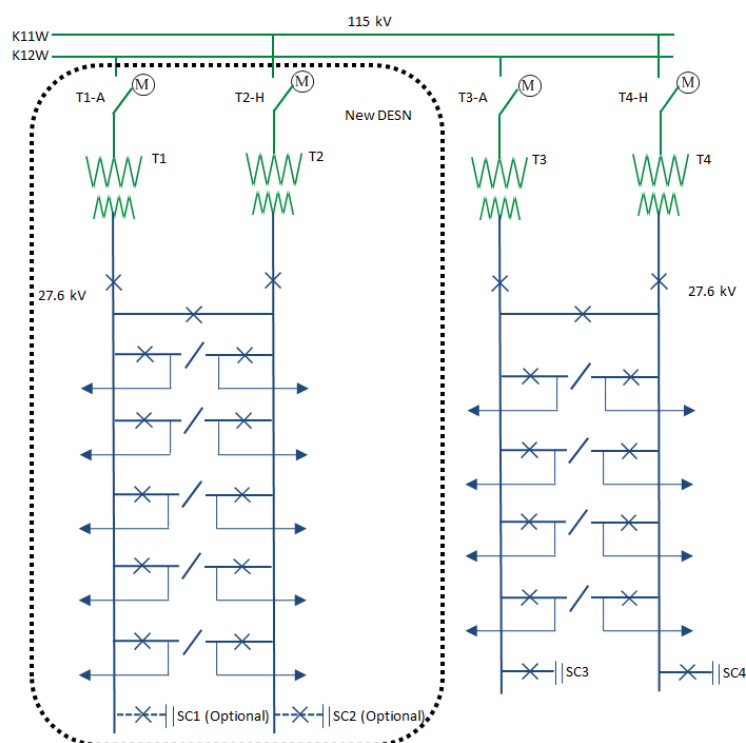 115 kV
K11W
K12W
M
M
M
M
T1-A
T2-H
T3-A
T4-H
New DESN
T1
T2
T3
T4
27.6 kV
27.6 kV
SC3
SC4
SC1 (Optional)
SC2 (Optional)